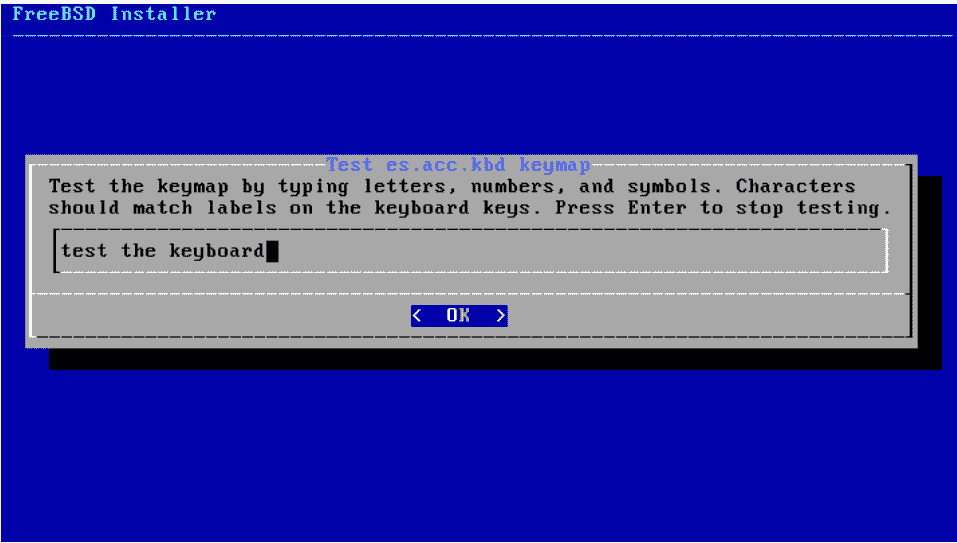 FreeBSD Installer
Test es.acc.kbd keymap
Test the keymap by typing letters, numbers, and symbols. Characters
should match labels on the keyboard keys. Press Enter to stop testing.
test the keyboard
< OK >